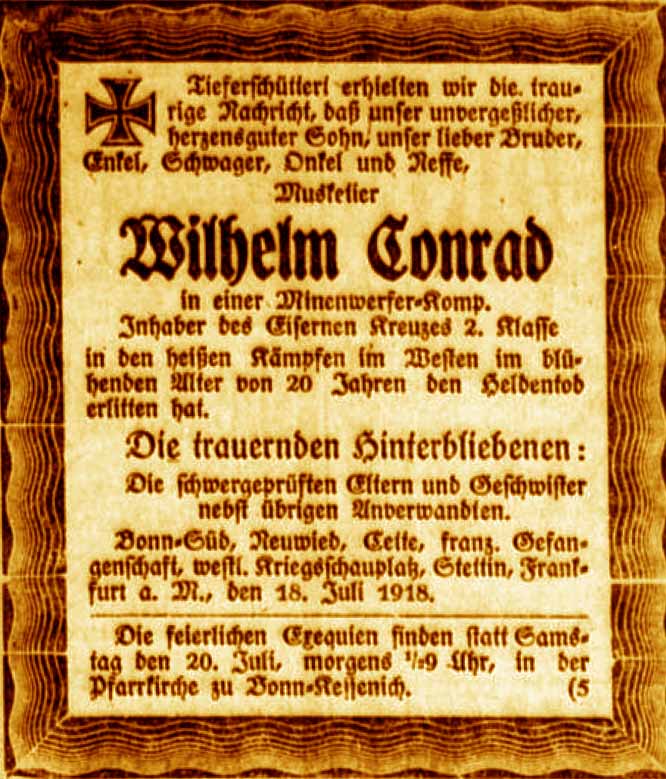 Tieferschüttert erhielten wir die trau-
rige Nachricht, daß unser unvergeßlicher,
herzensguter Sohn, unser lieber Bruder,
Enkel, Schwager, Onkel und Neffe,
Musketier
Wilhelm Conrad
in einer Minenwerfer-Komp.
Inhaber des Eisernen Kreuzes 2. Klasse
in den heißen Kämpfen im Westen im blü-
henden Alter von 20 Jahren den Heldentod
erlitten hat.
Die trauernden Hinterbliebenen:
Die schwergeprüften Eltern und Geschwister
nebst übrigen Anverwandten.
Bonn-Süd, Neuwied, Celle, franz. Gefan-
genschaft, westl. Kriegsschauplatz, Stettin, Frank-
furt a. M., den 18. Juli 1918.
Die feierlichen Exequien finden statt Sams-
tag den 20. Juli, morgens ½9 Uhr, in der
Pfarrkirche zu Bonn-Kessenich. (5